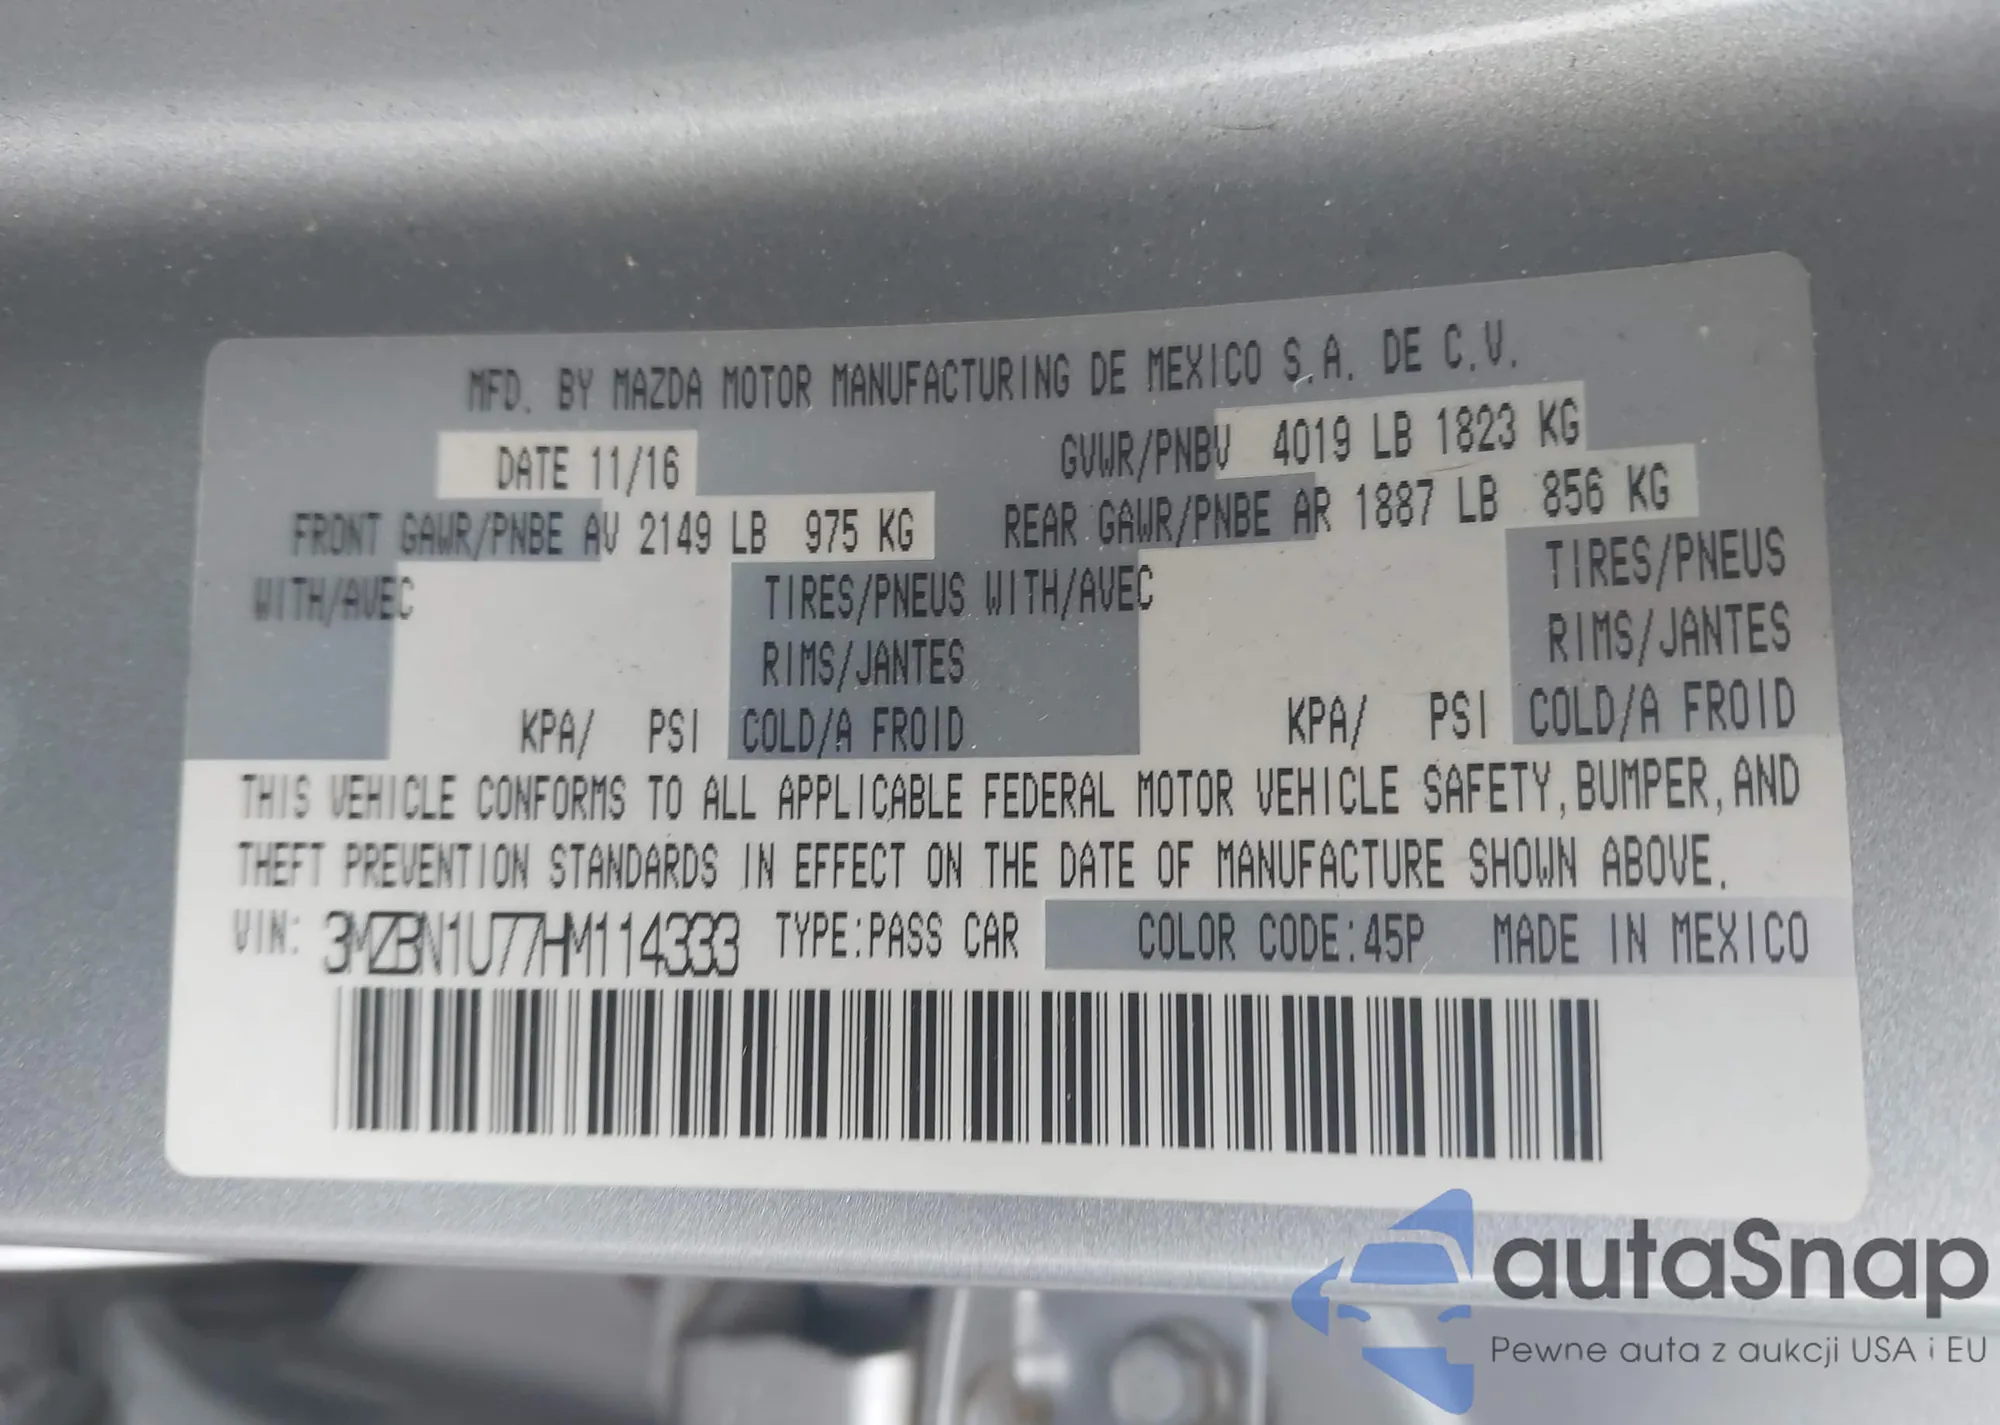 MFD. BY MAZDA MOTOR MANUFACTURING DE MEXICO S.A. DE C.V.
DATE 11/16 GVWR/PNBV 4019 LB 1823 KG
FRONT GAWR/PNBE AV 2149 LB 975 KG REAR GAWR/PNBE AR 1887 LB 856 KG
WITH/AVEC TIRES/PNEUS WITH/AVEC TIRES/PNEUS
RIMS/JANTES RIMS/JANTES
KPA/ PSI COLD/A FROID KPA/ PSI COLD/A FROID
THIS VEHICLE CONFORMS TO ALL APPLICABLE FEDERAL MOTOR VEHICLE SAFETY, BUMPER, AND
THEFT PREVENTION STANDARDS IN EFFECT ON THE DATE OF MANUFACTURE SHOWN ABOVE.
VIN: 3MZBN1U77HM114333 TYPE:PASS CAR COLOR CODE:45P MADE IN MEXICO
autaSnap
Pewne auta z aukcji USA i EU